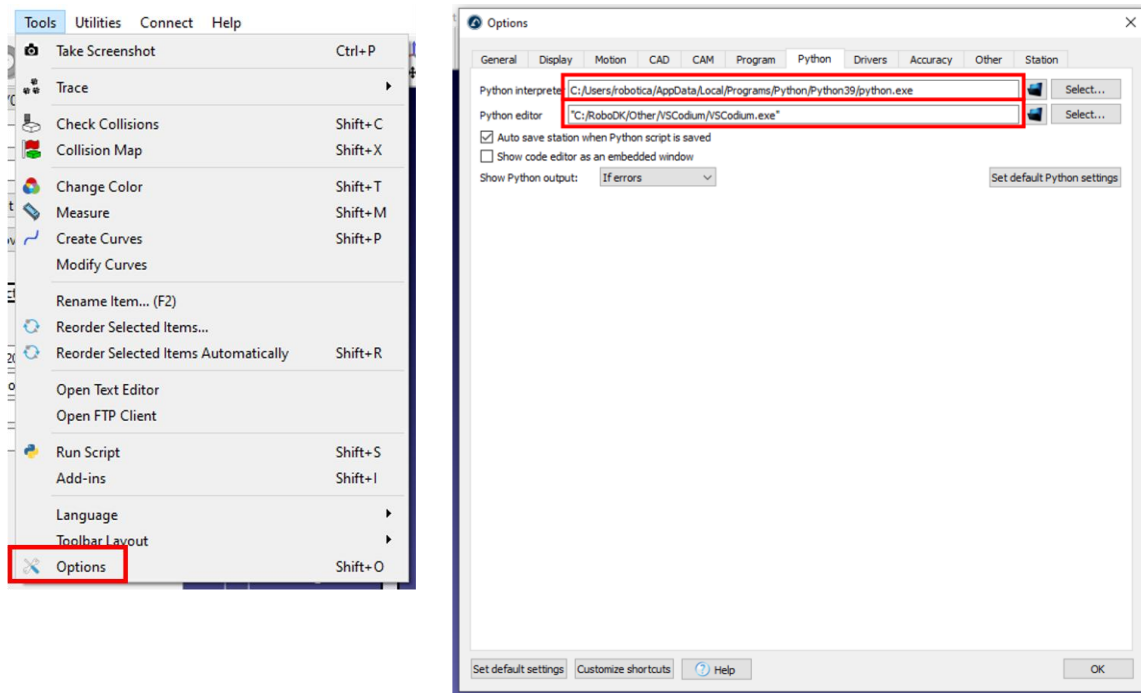 Tools Utilities Connect Help
Take Screenshot Ctrl+P
Trace
Check Collisions Shift+C
Collision Map Shift+X
Change Color Shift+T
Measure Shift+M
Create Curves Shift+P
Modify Curves
Rename Item... (F2)
Reorder Selected Items...
Reorder Selected Items Automatically Shift+R
Open Text Editor
Open FTP Client
Run Script Shift+S
Add-ins Shift+I
Language
Toolbar Layout
Options Shift+O
Options
General Display Motion CAD CAM Program Python Drivers Accuracy Other Station
Python interpreter C:/Users/robotica/AppData/Local/Programs/Python/Python39/python.exe Select...
Python editor "C:/RoboDK/Other/VSCodium/VSCodium.exe" Select...
Auto save station when Python script is saved
Show code editor as an embedded window
Show Python output: If errors Set default Python settings
Set default settings Customize shortcuts Help OK